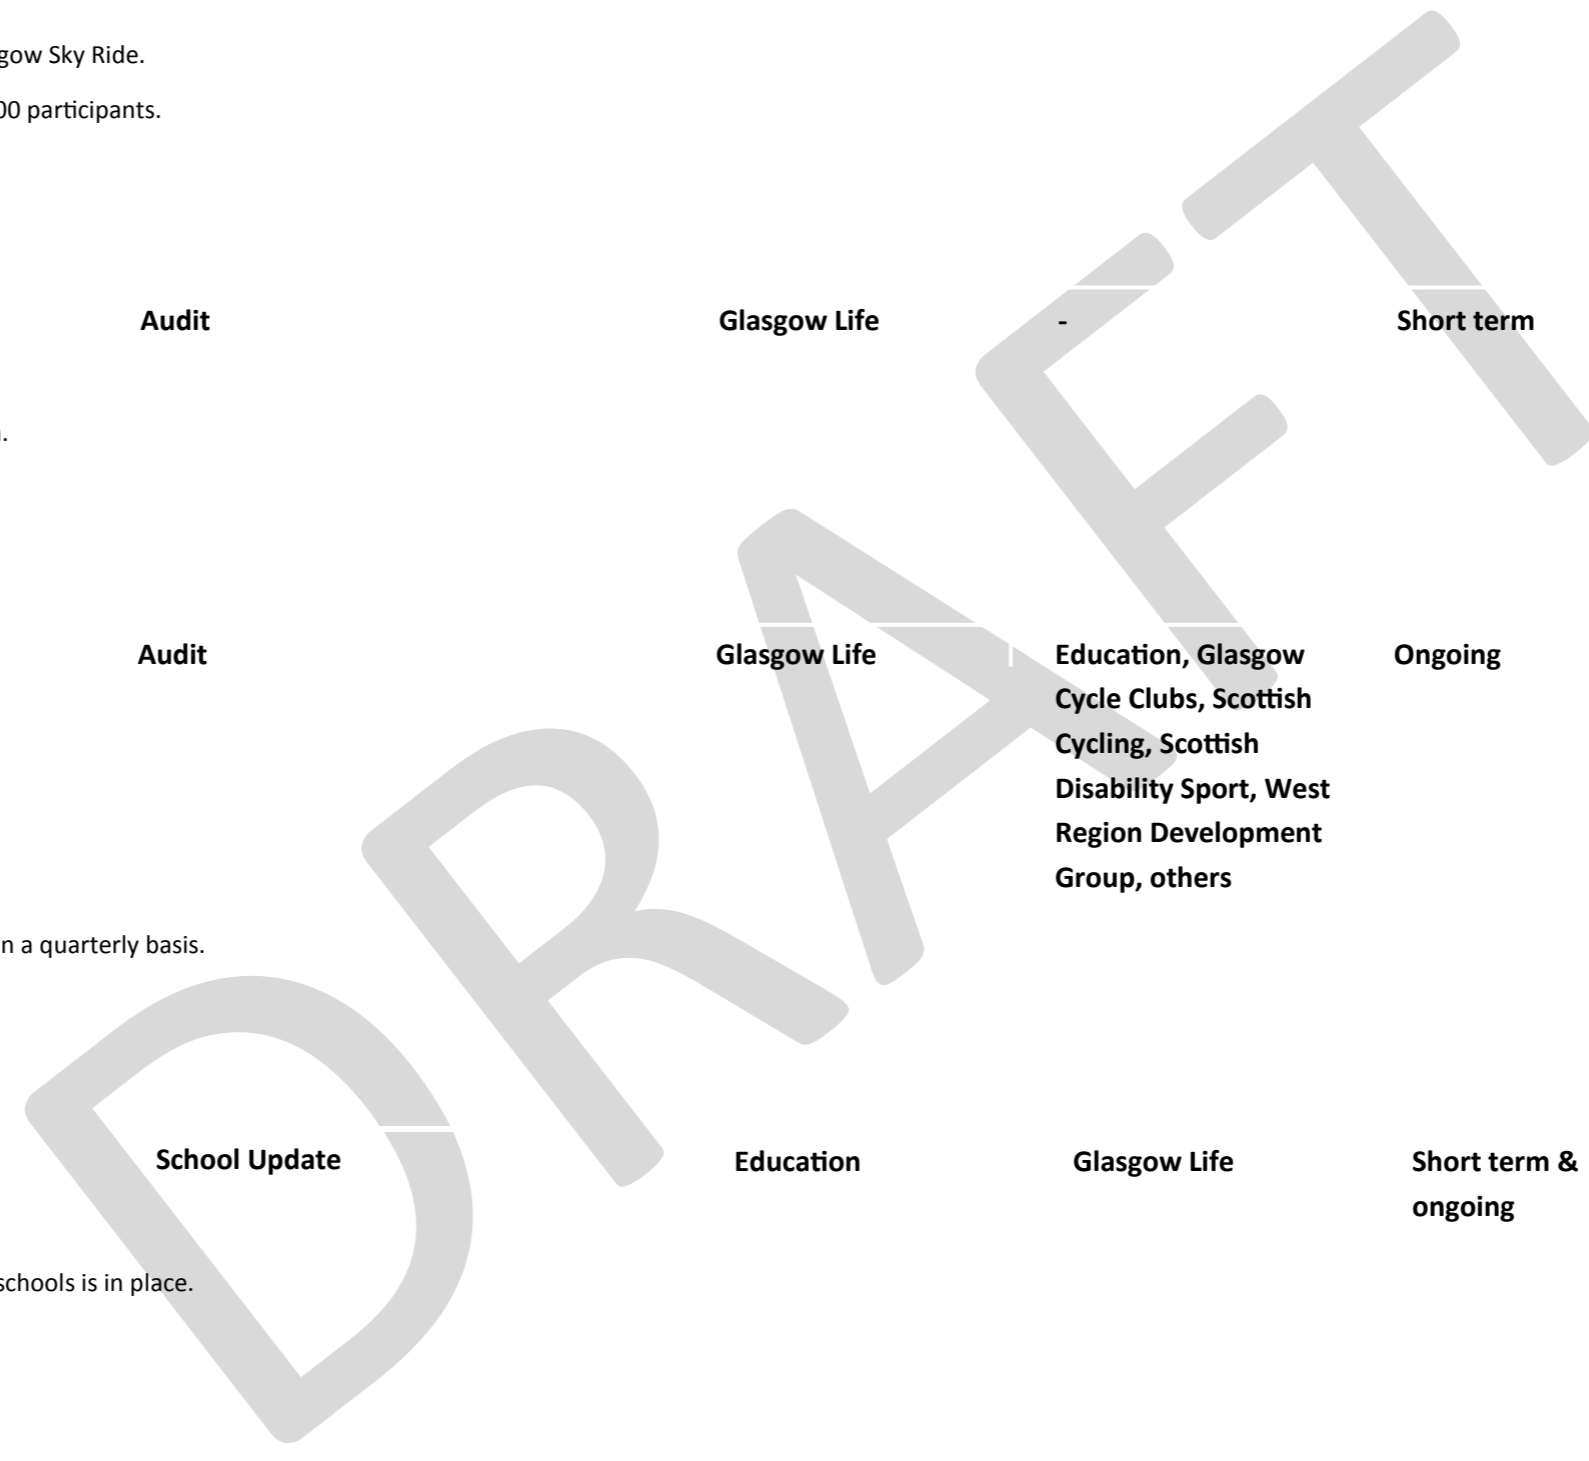 gow Sky Ride.
00 participants.
Audit Glasgow Life - Short term
.
Audit Glasgow Life Education, Glasgow Ongoing
Cycle Clubs, Scottish
Cycling, Scottish
Disability Sport, West
Region Development
Group, others
n a quarterly basis.
School Update Education Glasgow Life Short term &
ongoing
schools is in place.
DRAFT